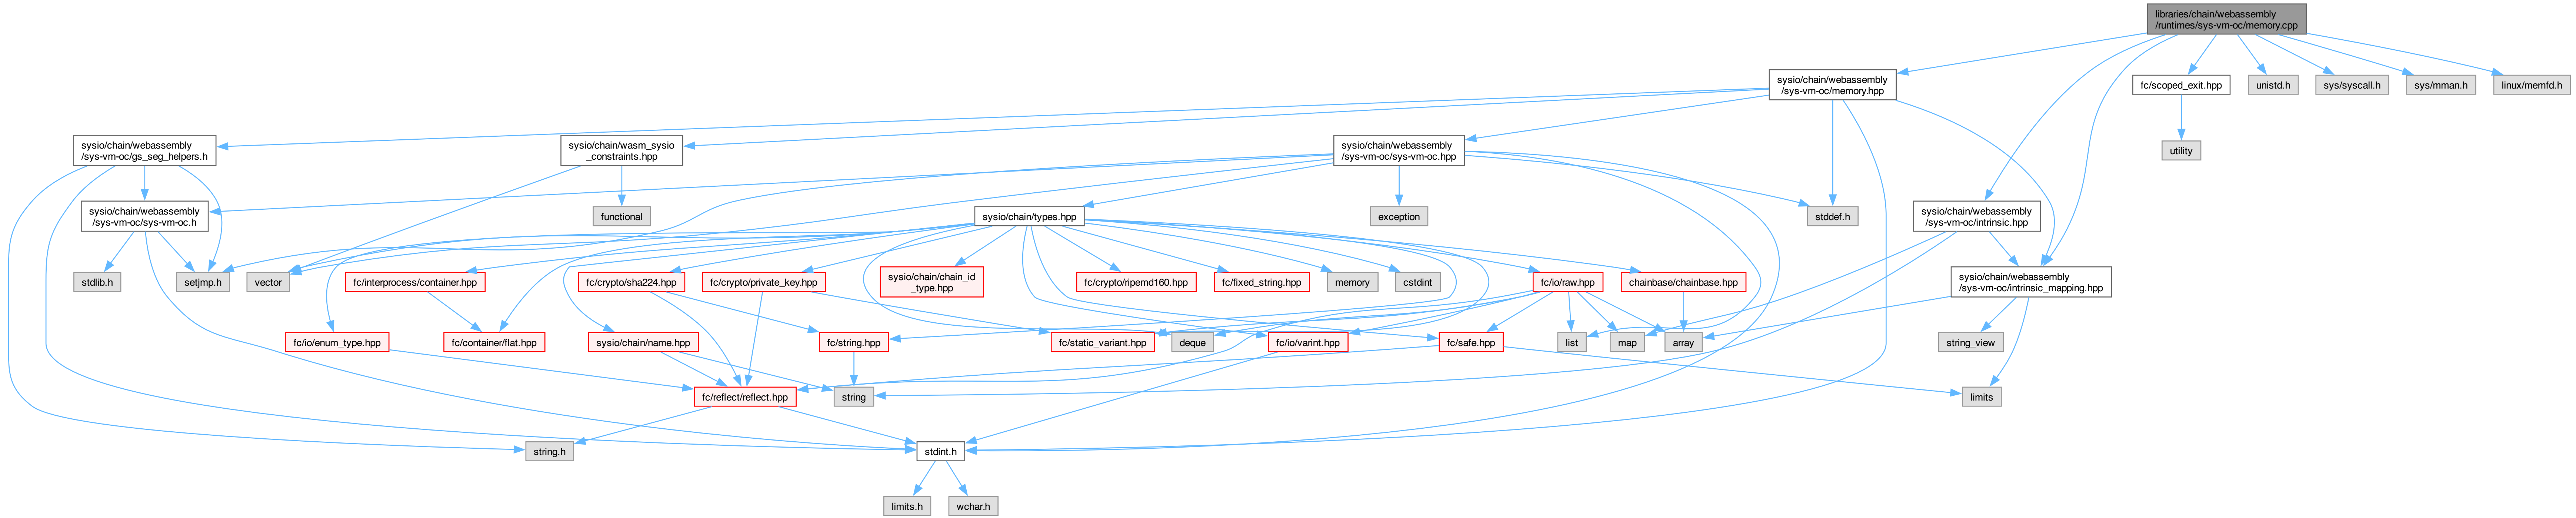 libraries/chain/webassembly
/runtimes/sys-vm-oc/memory.cpp
sysio/chain/webassembly
/sys-vm-oc/memory.hpp
fc/scoped_exit.hpp
unistd.h
sys/syscall.h
sys/mman.h
linux/memfd.h
sysio/chain/webassembly
/sys-vm-oc/gs_seg_helpers.h
sysio/chain/wasm_sysio
_constraints.hpp
sysio/chain/webassembly
/sys-vm-oc/sys-vm-oc.hpp
utility
sysio/chain/webassembly
/sys-vm-oc/sys-vm-oc.h
functional
sysio/chain/types.hpp
exception
stddef.h
sysio/chain/webassembly
/sys-vm-oc/intrinsic.hpp
stdlib.h
setjmp.h
vector
fc/interprocess/container.hpp
fc/crypto/sha224.hpp
fc/crypto/private_key.hpp
sysio/chain/chain_id
_type.hpp
fc/crypto/ripemd160.hpp
fc/fixed_string.hpp
memory
cstdint
fc/io/raw.hpp
chainbase/chainbase.hpp
sysio/chain/webassembly
/sys-vm-oc/intrinsic_mapping.hpp
fc/io/enum_type.hpp
fc/container/flat.hpp
sysio/chain/name.hpp
fc/string.hpp
fc/static_variant.hpp
deque
fc/io/varint.hpp
fc/safe.hpp
list
map
array
string_view
fc/reflect/reflect.hpp
string
limits
string.h
stdint.h
limits.h
wchar.h